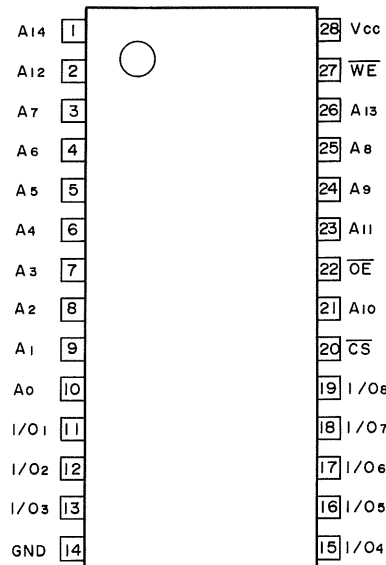 A14 1 28 Vcc
A12 2 27 WE
A7 3 26 A13
A6 4 25 A8
A5 5 24 A9
A4 6 23 A11
A3 7 22 OE
A2 8 21 A10
A1 9 20 CS
A0 10 19 I/O8
I/O1 11 18 I/O7
I/O2 12 17 I/O6
I/O3 13 16 I/O5
GND 14 15 I/O4